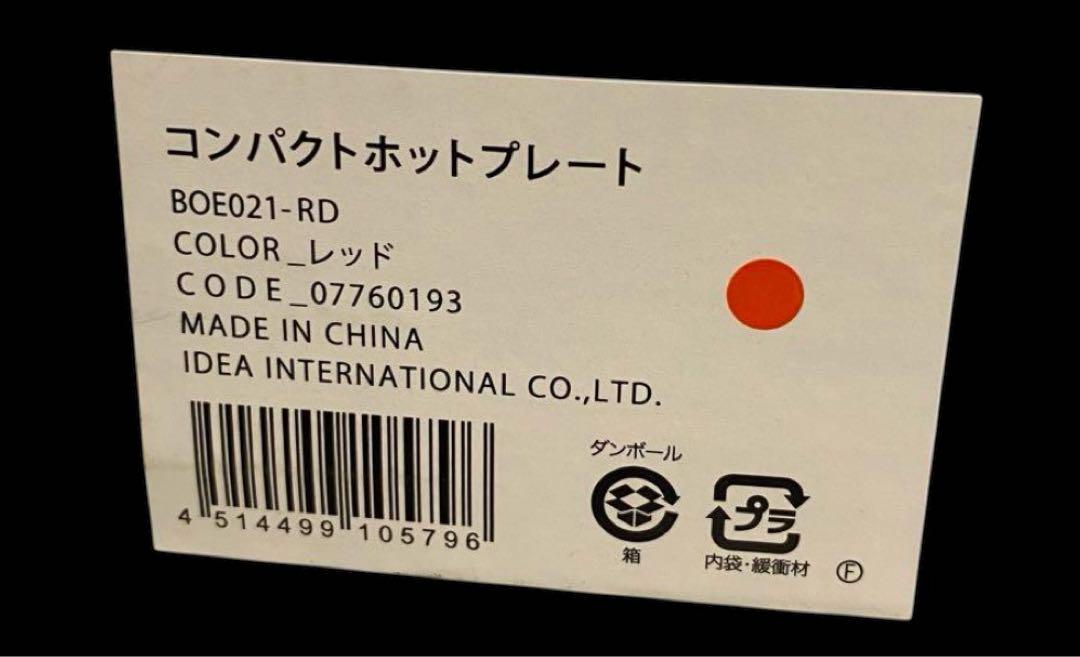 コンパクトホットプレート
BOE021-RD
COLOR_レッド
CODE_07760193
MADE IN CHINA
IDEA INTERNATIONAL CO.,LTD.
4 514499 105796
ダンボール
箱
プラ
内袋・緩衝材
F